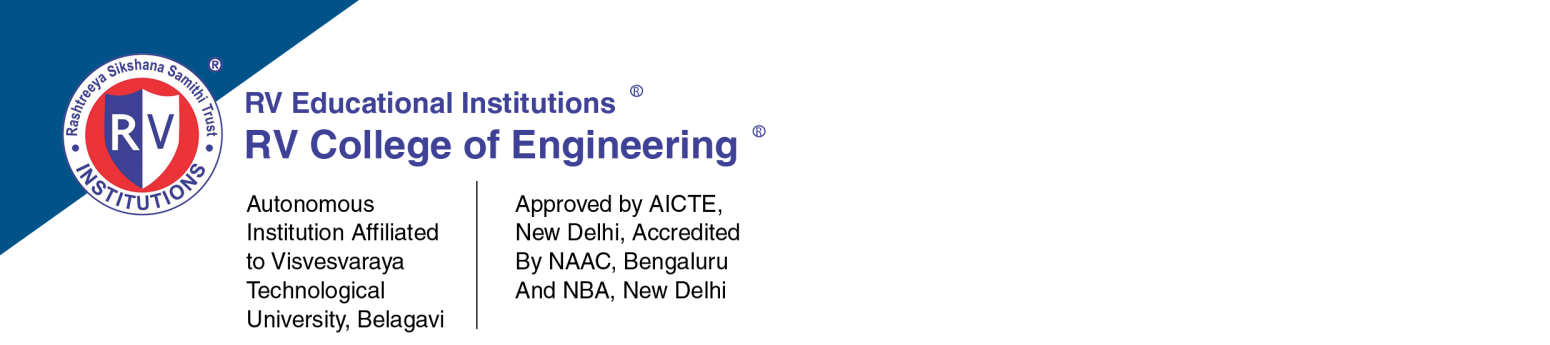 Rashtreeya Sikshana Samithi Trust
®
RV
• INSTITUTIONS •
RV Educational Institutions ®
RV College of Engineering ®
Autonomous
Institution Affiliated
to Visvesvaraya
Technological
University, Belagavi
Approved by AICTE,
New Delhi, Accredited
By NAAC, Bengaluru
And NBA, New Delhi